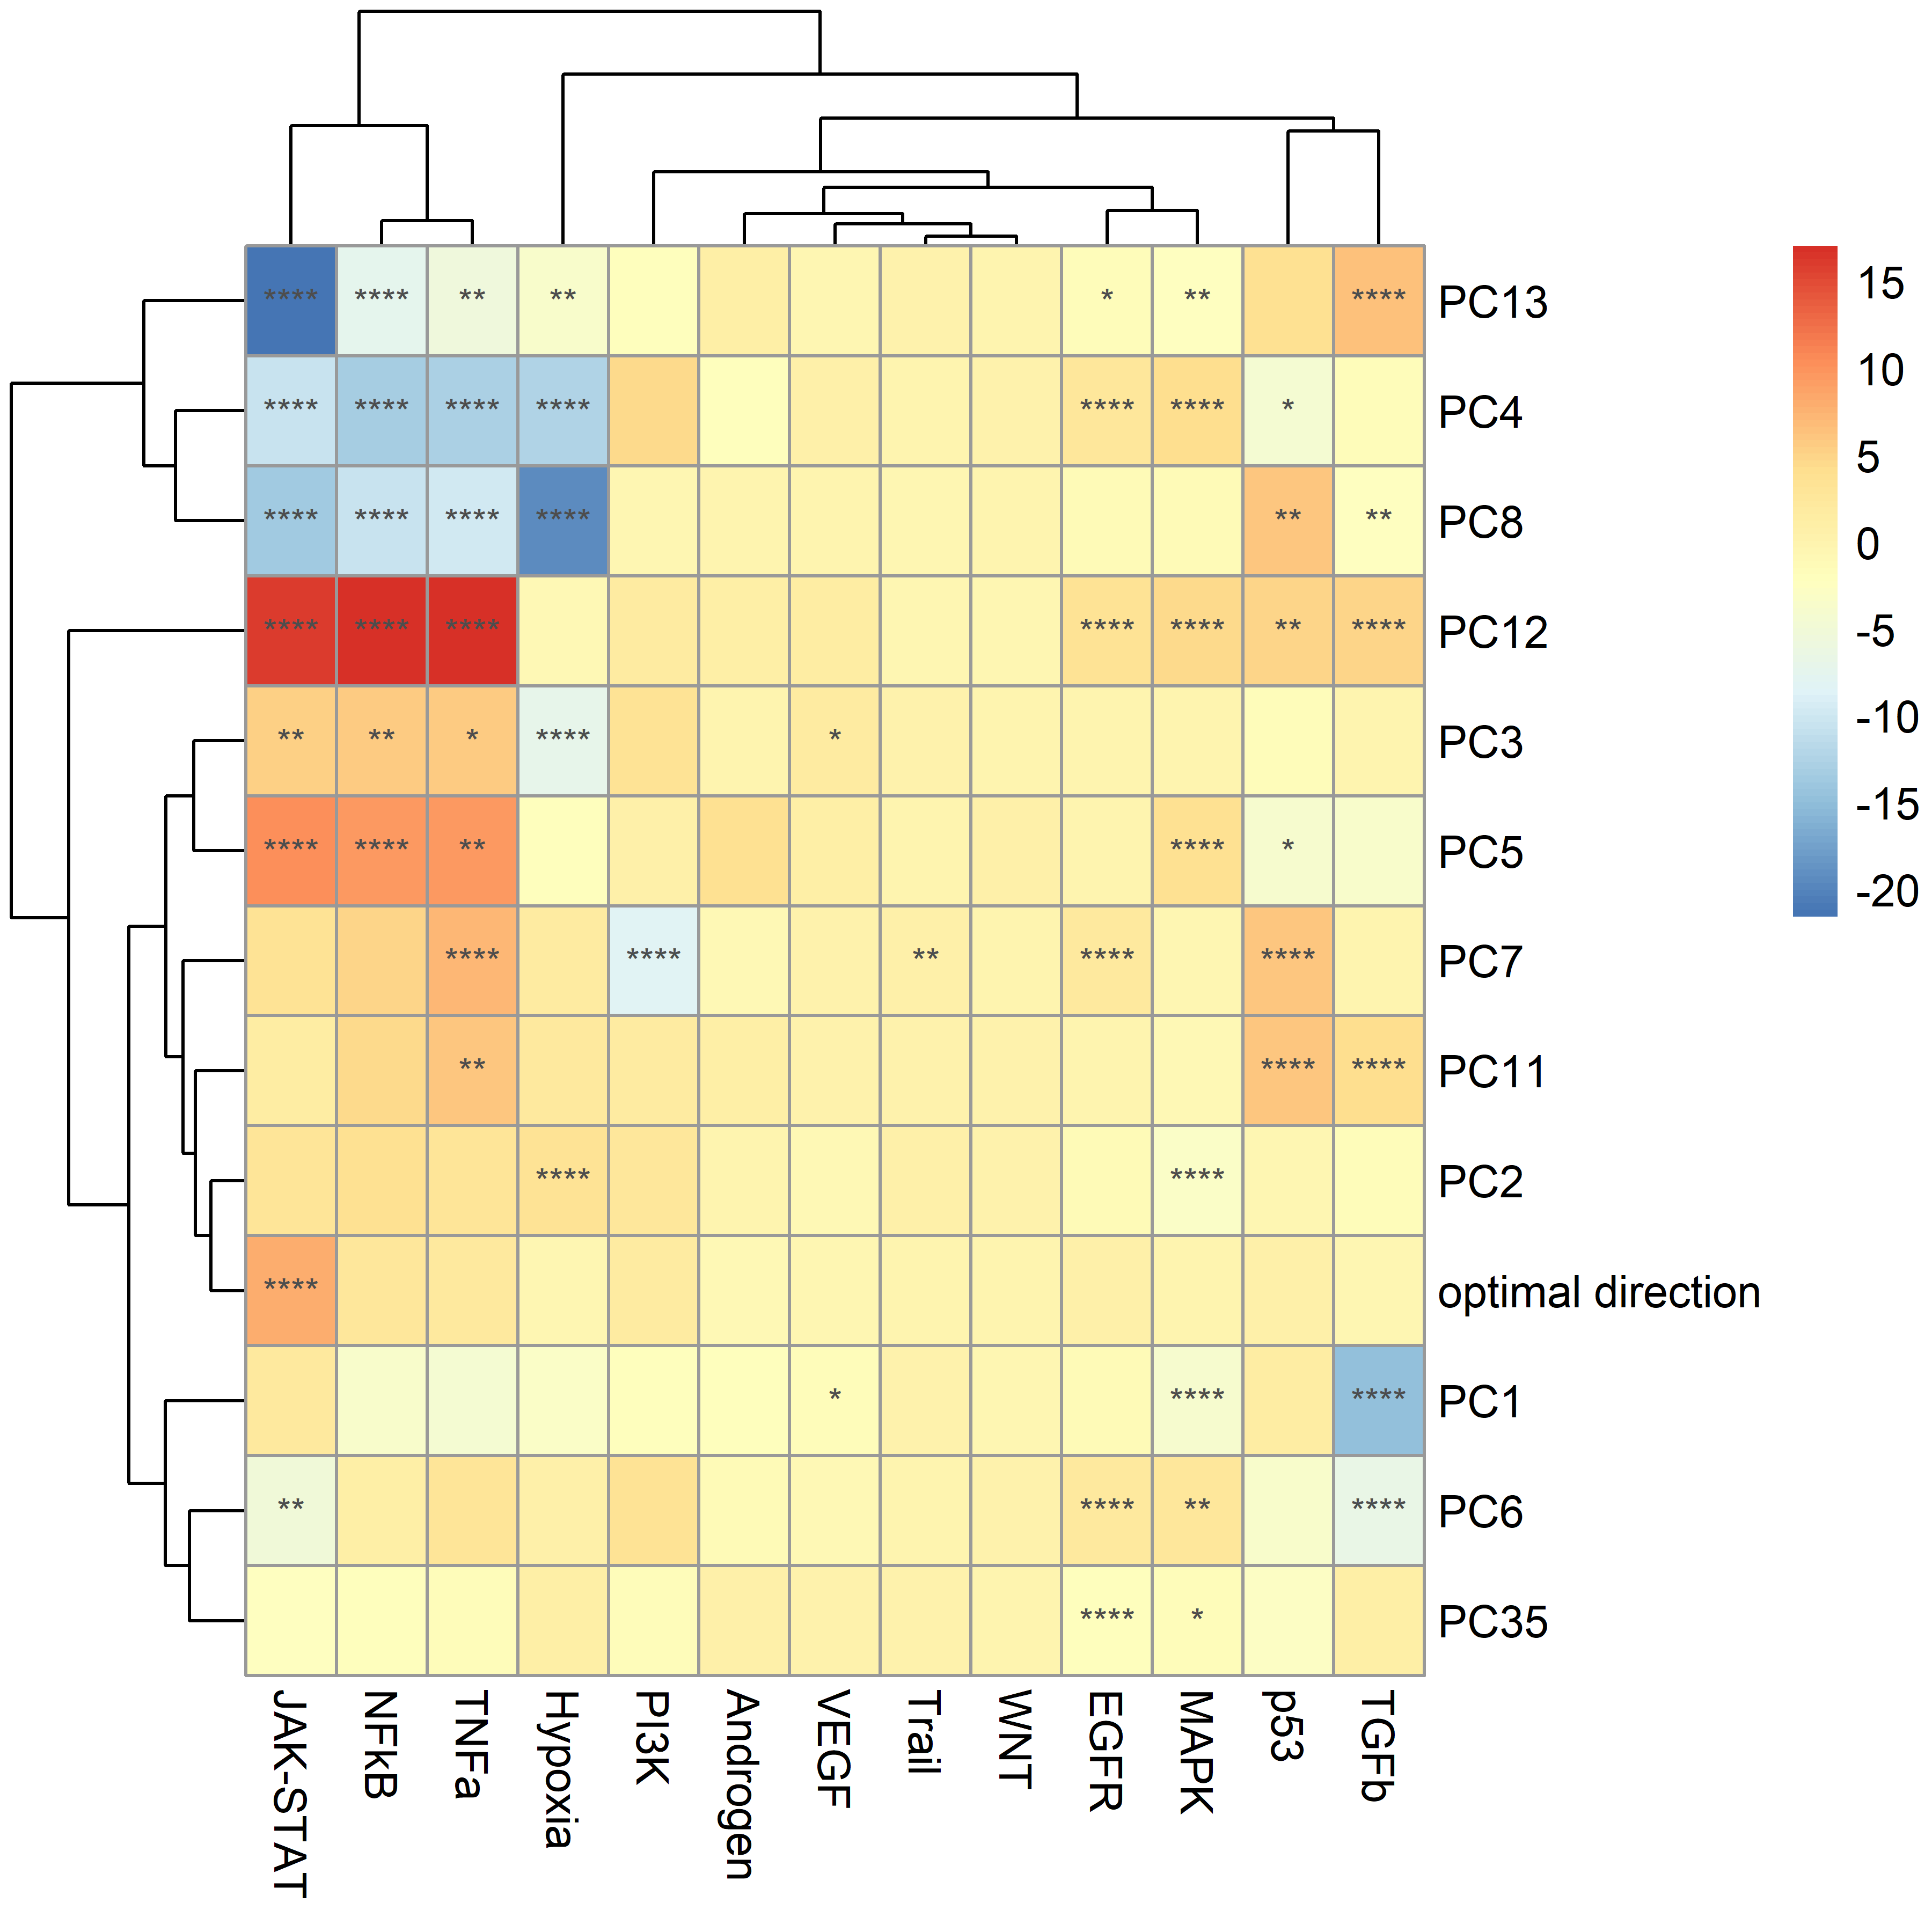 **** **** ** ** * ** **** PC13
**** **** **** **** **** **** * PC4
**** **** **** **** ** ** PC8
**** **** **** **** **** ** **** PC12
** ** * **** * PC3
**** **** ** **** * PC5
**** **** ** **** **** PC7
** **** **** PC11
**** **** PC2
**** optimal direction
* **** **** PC1
** **** ** **** PC6
**** * PC35
15
10
5
0
-5
-10
-15
-20
JAK-STAT
NFkB
TNFa
Hypoxia
PI3K
Androgen
VEGF
Trail
WNT
EGFR
MAPK
p53
TGFb